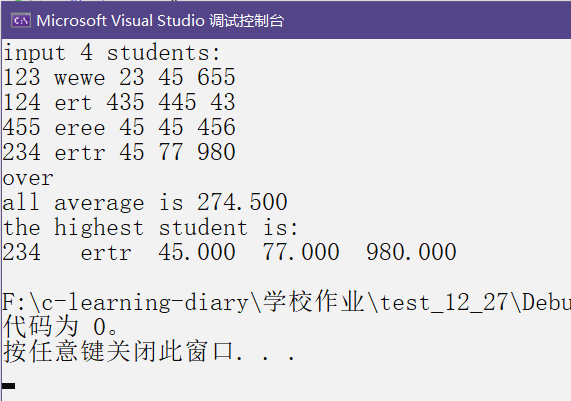 Microsoft Visual Studio 调试控制台
input 4 students:
123 wewe 23 45 655
124 ert 435 445 43
455 eree 45 45 456
234 ertr 45 77 980
over
all average is 274.500
the highest student is:
234   ertr  45.000  77.000  980.000
F:\c-learning-diary\学校作业\test_12_27\Debu
代码为 0。
按任意键关闭此窗口. . .